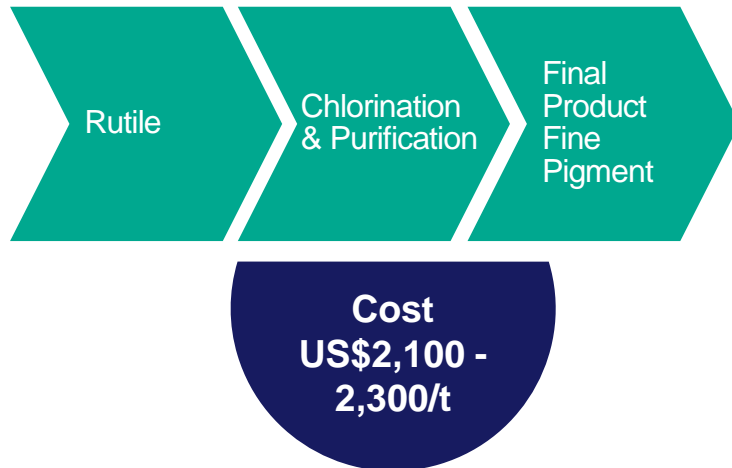 Rutile
Chlorination
& Purification
Final
Product
Fine
Pigment
Cost
US$2,100 -
2,300/t